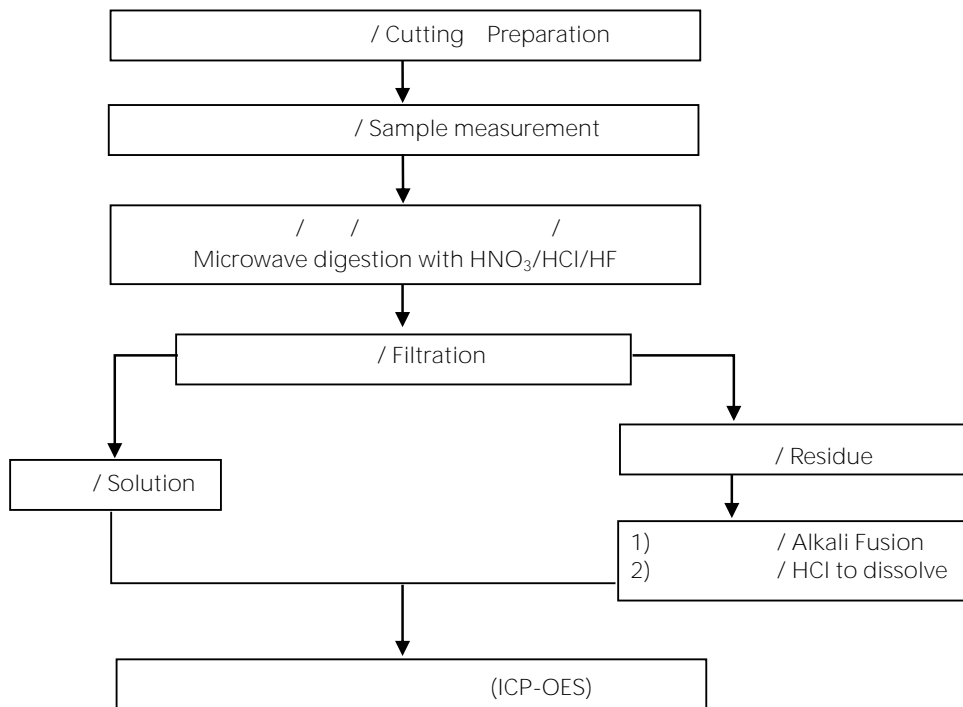 / Cutting Preparation
/ Sample measurement
/ / /
Microwave digestion with HNO₃/HCl/HF
/ Filtration
/ Residue
/ Solution
1) / Alkali Fusion
2) / HCl to dissolve
(ICP-OES)